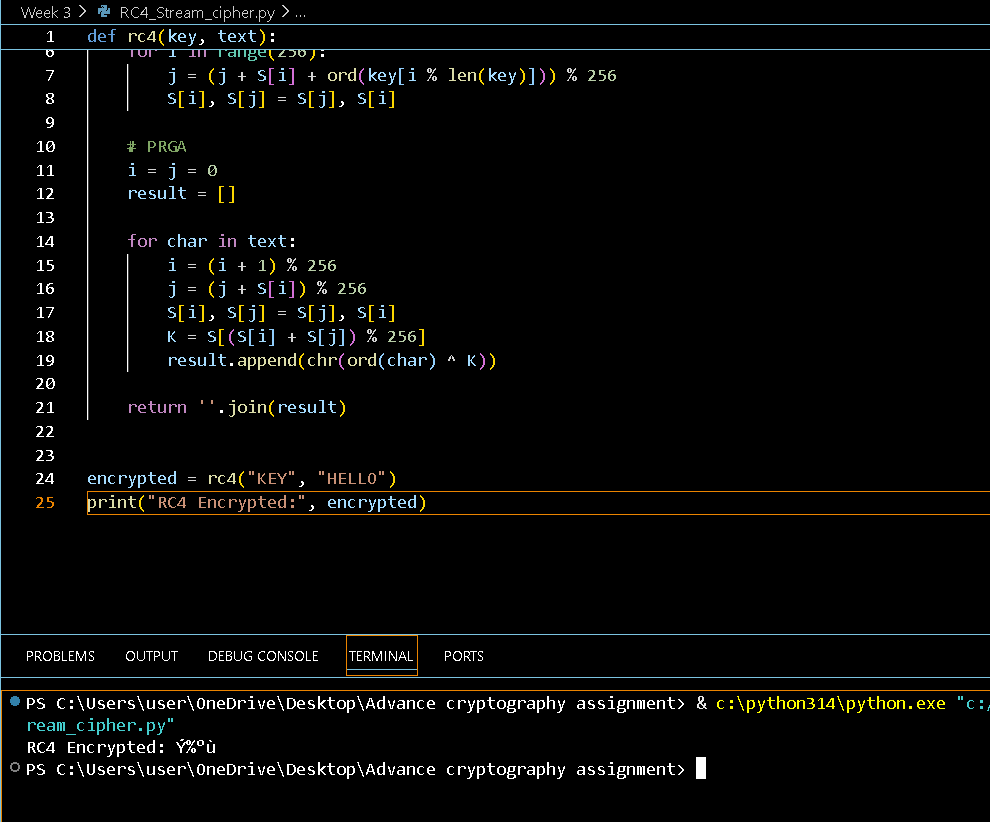 Week 3 > RC4_Stream_cipher.py > ...
1 def rc4(key, text):
6 for i in range(256):
7 j = (j + S[i] + ord(key[i % len(key)])) % 256
8 S[i], S[j] = S[j], S[i]
9
10 # PRGA
11 i = j = 0
12 result = []
13
14 for char in text:
15 i = (i + 1) % 256
16 j = (j + S[i]) % 256
17 S[i], S[j] = S[j], S[i]
18 K = S[(S[i] + S[j]) % 256]
19 result.append(chr(ord(char) ^ K))
20
21 return ''.join(result)
22
23
24 encrypted = rc4("KEY", "HELLO")
25 print("RC4 Encrypted:", encrypted)
PROBLEMS OUTPUT DEBUG CONSOLE TERMINAL PORTS
PS C:\Users\user\OneDrive\Desktop\Advance cryptography assignment> & c:\python314\python.exe "c:/
ream_cipher.py"
RC4 Encrypted: Ý%ºù
PS C:\Users\user\OneDrive\Desktop\Advance cryptography assignment>